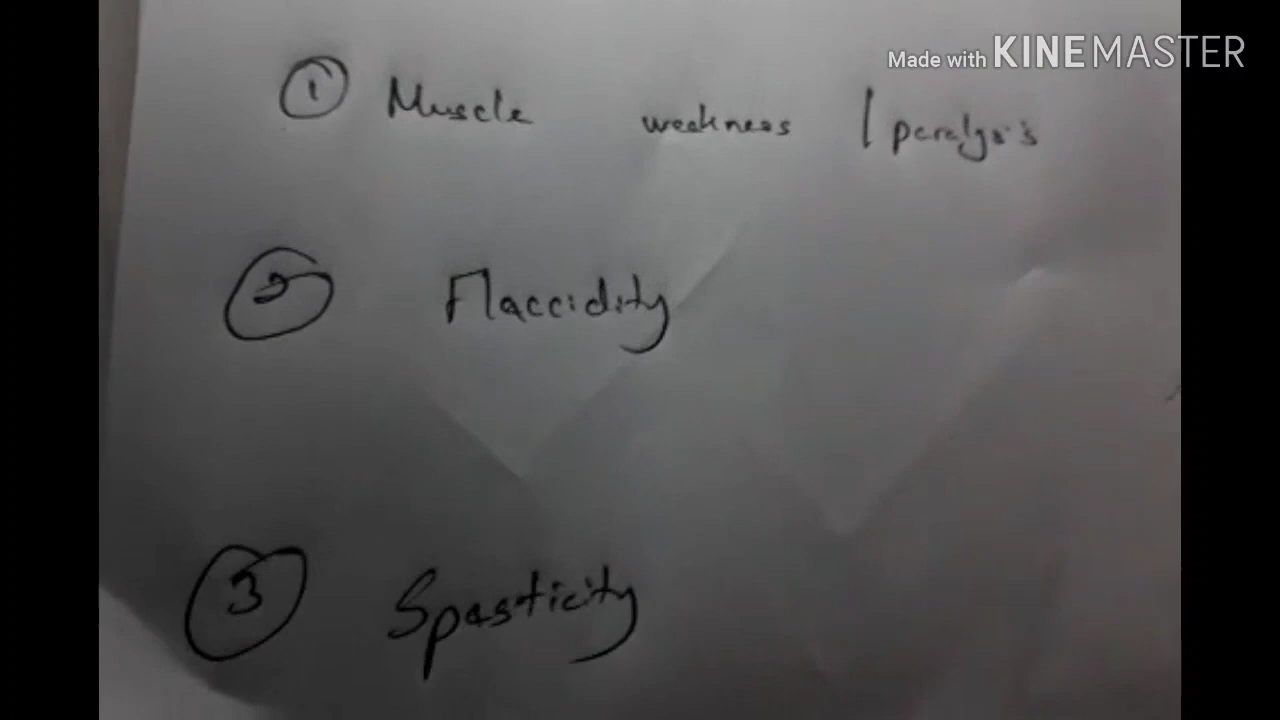 Made with KINEMASTER
① Muscle weakness / paralysis
② Flaccidity
③ Spasticity